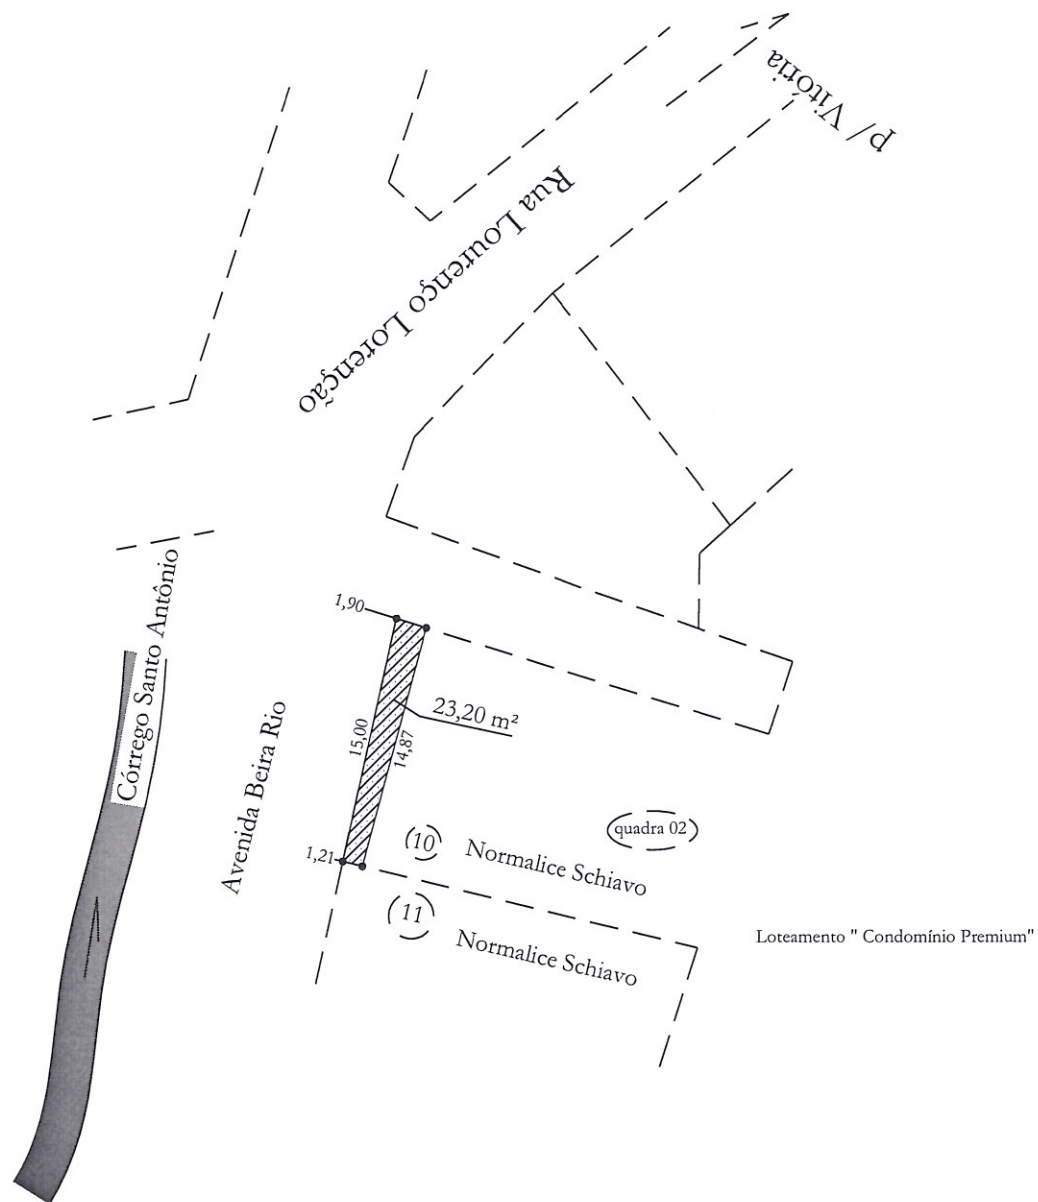 p/ Vitória
Rua Lourenço Lorenção
Córrego Santo Antônio
1,90
23,20 m²
15,00
14,87
Avenida Beira Rio
1,21
10
Normalice Schiavo
quadra 02
11
Normalice Schiavo
Loteamento " Condomínio Premium"